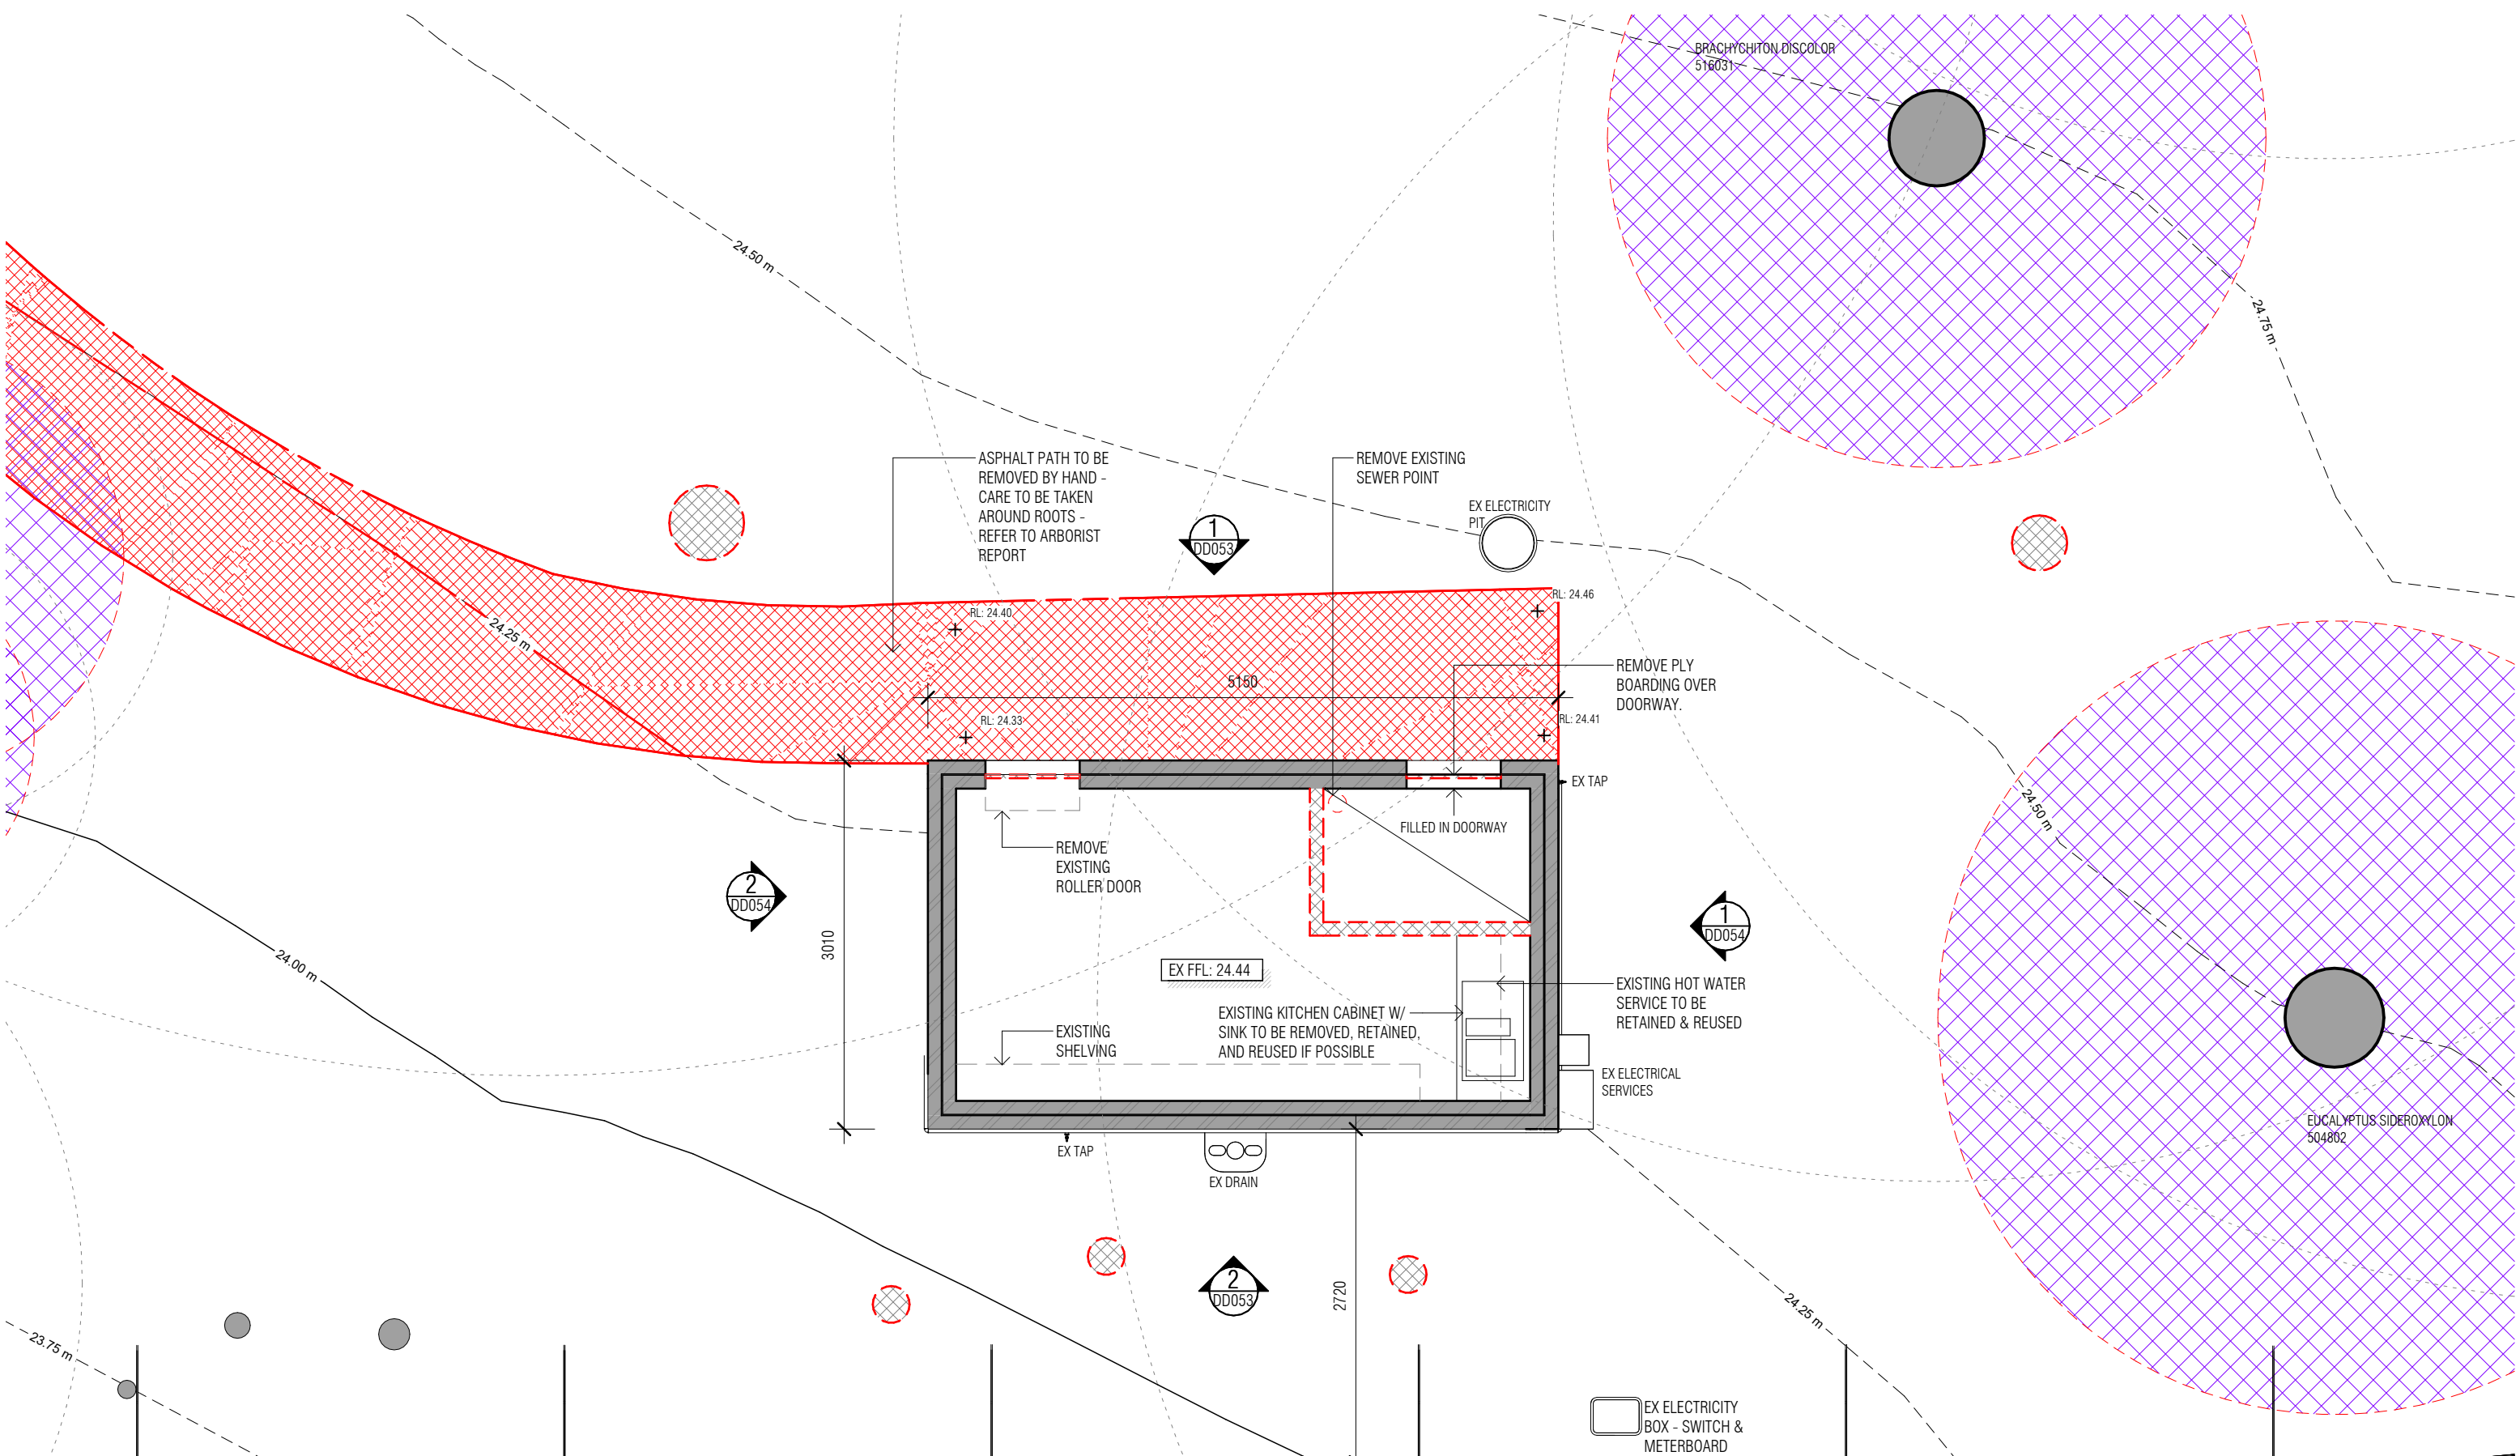 BRACHYCHITON DISCOLOR
516031
24.50 m
24.75 m
ASPHALT PATH TO BE
REMOVED BY HAND -
CARE TO BE TAKEN
AROUND ROOTS -
REFER TO ARBORIST
REPORT
REMOVE EXISTING
SEWER POINT
EX ELECTRICITY
PIT
1
DD053
RL: 24.40
RL: 24.46
24.25 m
5150
REMOVE PLY
BOARDING OVER
DOORWAY.
RL: 24.33
RL: 24.41
EX TAP
FILLED IN DOORWAY
24.50 m
REMOVE
EXISTING
ROLLER DOOR
2
DD054
1
DD054
3010
24.00 m
EX FFL: 24.44
EXISTING HOT WATER
SERVICE TO BE
RETAINED & REUSED
EXISTING KITCHEN CABINET W/
SINK TO BE REMOVED, RETAINED,
AND REUSED IF POSSIBLE
EXISTING
SHELVING
EX ELECTRICAL
SERVICES
EUCALYPTUS SIDEROXYLON
504802
EX TAP
EX DRAIN
2
DD053
2720
24.25 m
23.75 m
EX ELECTRICITY
BOX - SWITCH &
METERBOARD